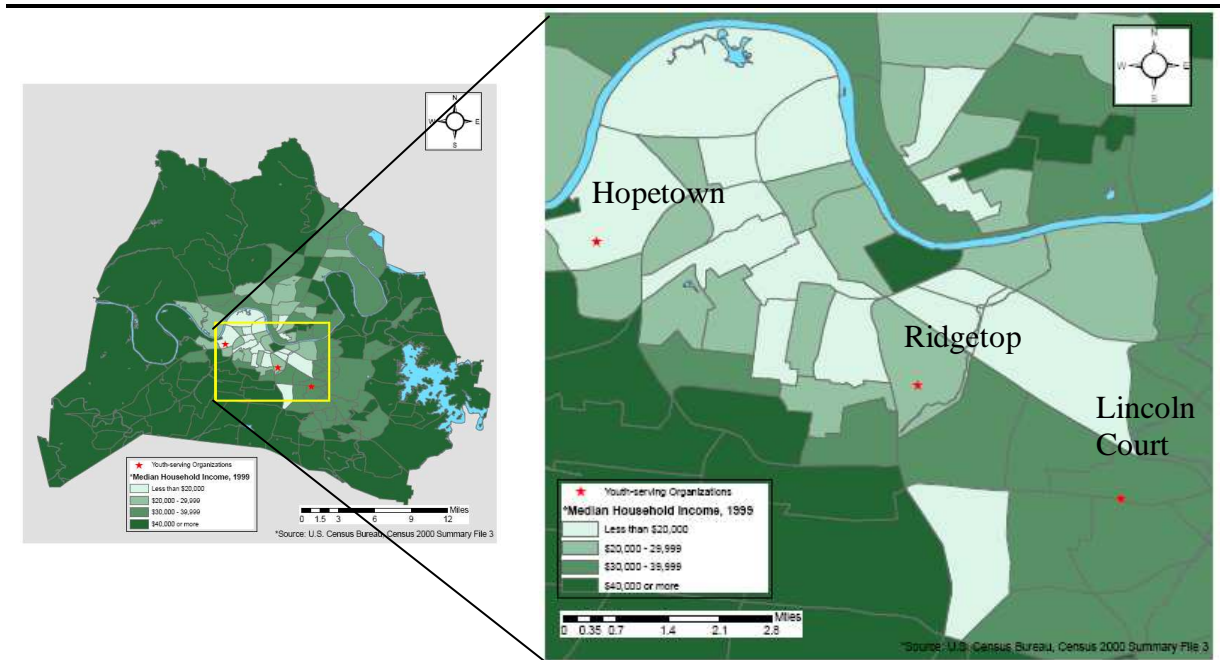 N
W E
S
★ Youth-serving Organizations
*Median Household Income, 1999
Less than $20,000
$20,000 - 29,999
$30,000 - 39,999
$40,000 or more
Miles
0 1.5 3 6 9 12
*Source: U.S. Census Bureau, Census 2000 Summary File 3
N
W E
S
Hopetown
Ridgetop
Lincoln
Court
★ Youth-serving Organizations
*Median Household Income, 1999
Less than $20,000
$20,000 - 29,999
$30,000 - 39,999
$40,000 or more
Miles
0 0.35 0.7 1.4 2.1 2.8
*Source: U.S. Census Bureau, Census 2000 Summary File 3